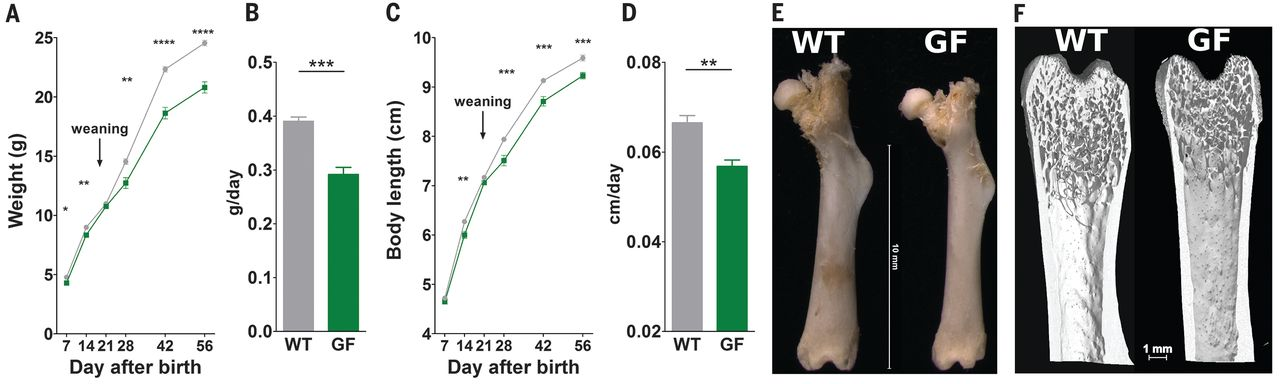 A
Weight (g)
25
20
15
10
5
0
*
**
weaning
**
****
****
7 14 21 28 42 56
Day after birth
B
g/day
0.5
0.4
0.3
0.2
0.1
0.0
***
WT GF
C
Body length (cm)
10
9
8
7
6
5
4
**
weaning
***
***
***
7 14 21 28 42 56
Day after birth
D
cm/day
0.08
0.06
0.04
0.02
**
WT GF
E
WT GF
10 mm
F
WT GF
1 mm